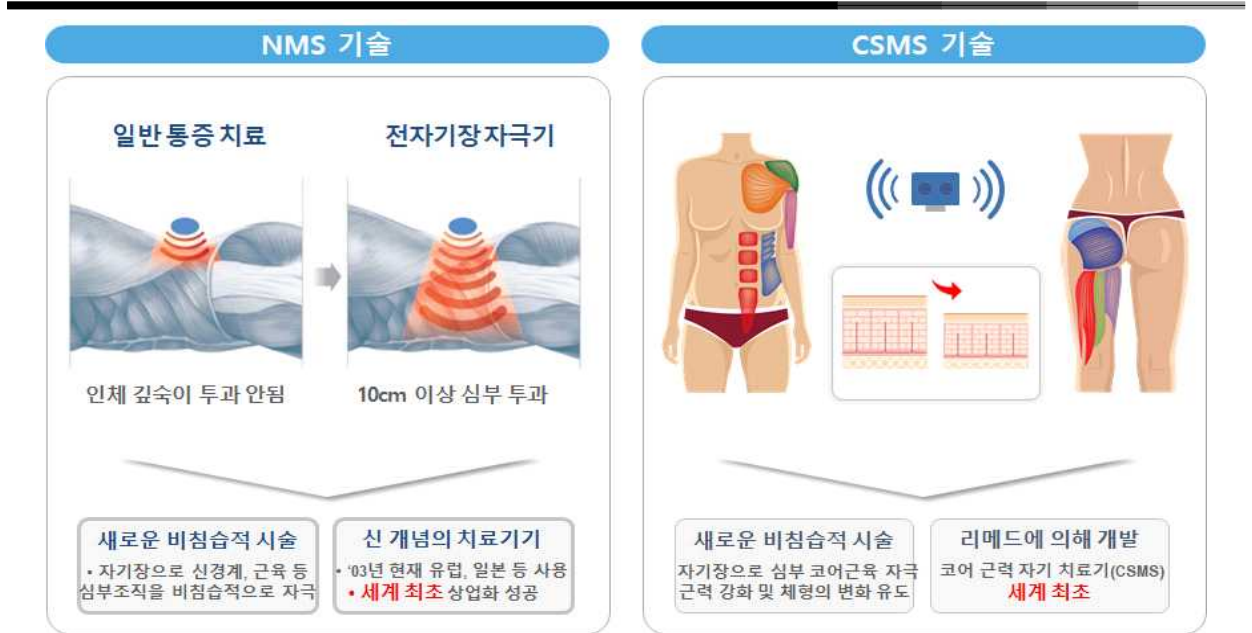 NMS 기술
일반 통증 치료
전자기장 자극기
인체 깊숙이 투과 안됨
10cm 이상 심부 투과
새로운 비침습적 시술
• 자기장으로 신경계, 근육 등
심부조직을 비침습적으로 자극
신 개념의 치료기기
• '03년 현재 유럽, 일본 등 사용
• 세계 최초 상업화 성공
CSMS 기술
새로운 비침습적 시술
자기장으로 심부 코어근육 자극
근력 강화 및 체형의 변화 유도
리메드에 의해 개발
코어 근력 자기 치료기(CSMS)
세계 최초